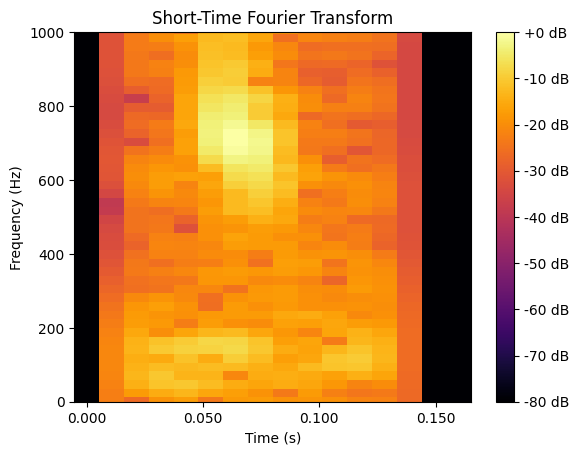 Short-Time Fourier Transform
Frequency (Hz)
1000
800
600
400
200
0
0.000
0.050
0.100
0.150
Time (s)
+0 dB
-10 dB
-20 dB
-30 dB
-40 dB
-50 dB
-60 dB
-70 dB
-80 dB